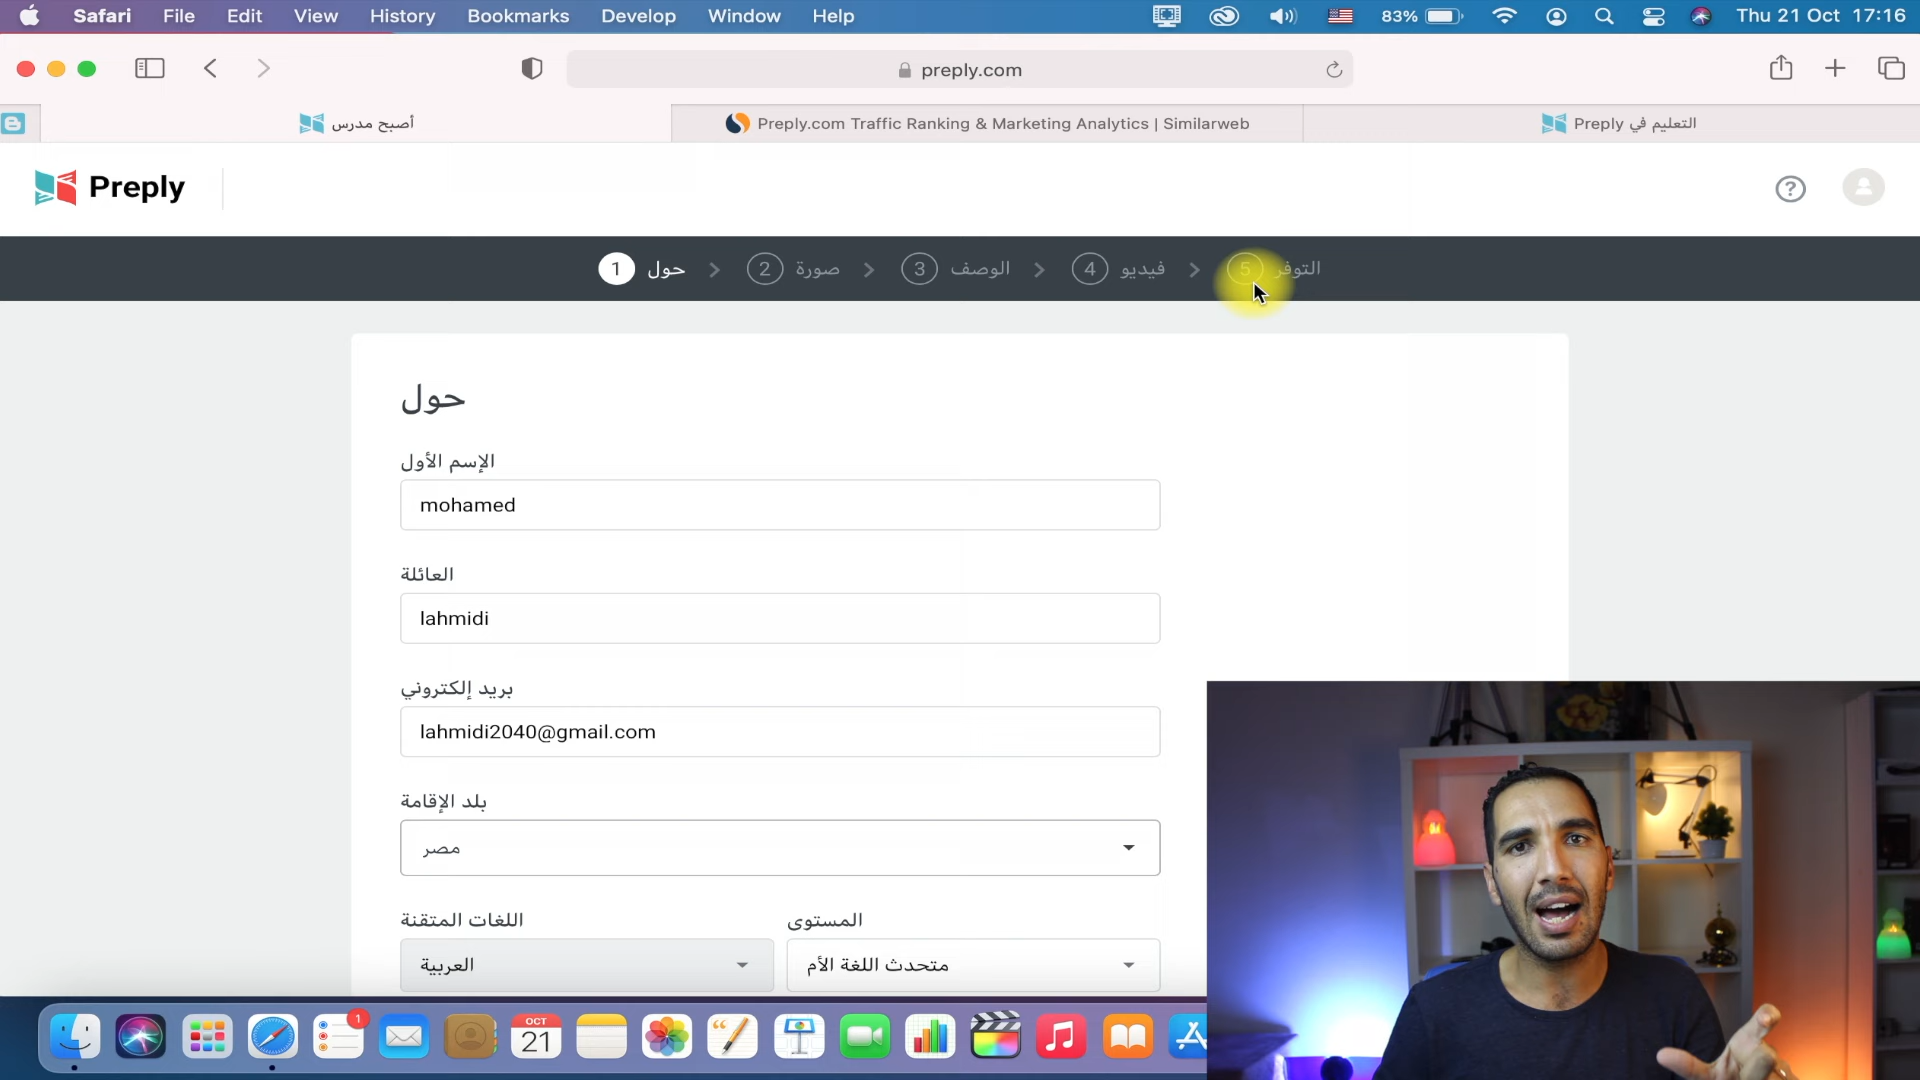 Safari File Edit View History Bookmarks Develop Window Help 83% Thu 21 Oct 17:16
preply.com
أصبح مدرس
Preply.com Traffic Ranking & Marketing Analytics | Similarweb
التعليم في Preply
Preply
?
1 حول
2 صورة
3 الوصف
4 فيديو
5 التوفر
حول
الإسم الأول
mohamed
العائلة
lahmidi
بريد إلكتروني
lahmidi2040@gmail.com
بلد الإقامة
مصر
اللغات المتقنة
المستوى
العربية
متحدث اللغة الأم
1
OCT
21